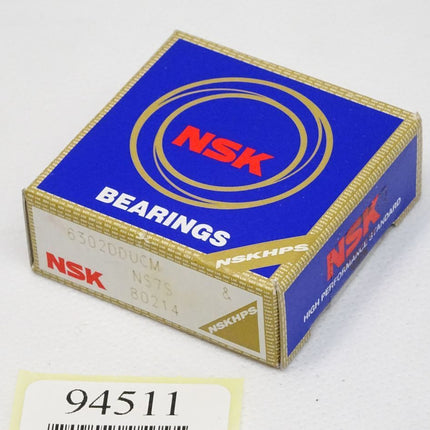 NSK
BEARINGS
NSKHPS
6302DDUCM
NS7S &
80214
NSK
NSKHPS
NSK
HIGH PERFORMANCE STANDARD
94511